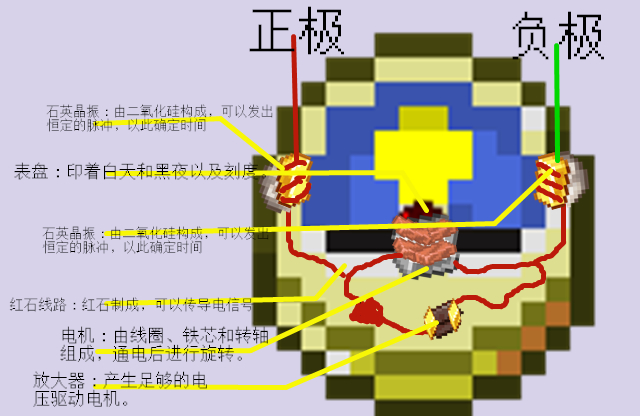 正极
负极
石英晶振：由二氧化硅构成，可以发出
恒定的脉冲，以此确定时间
表盘：印着白天和黑夜以及刻度。
石英晶振：由二氧化硅构成，可以发出
恒定的脉冲，以此确定时间
红石线路：红石制成，可以传导电信号
电机：由线圈、铁芯和转轴
组成，通电后进行旋转。
放大器：产生足够的电
压驱动电机。